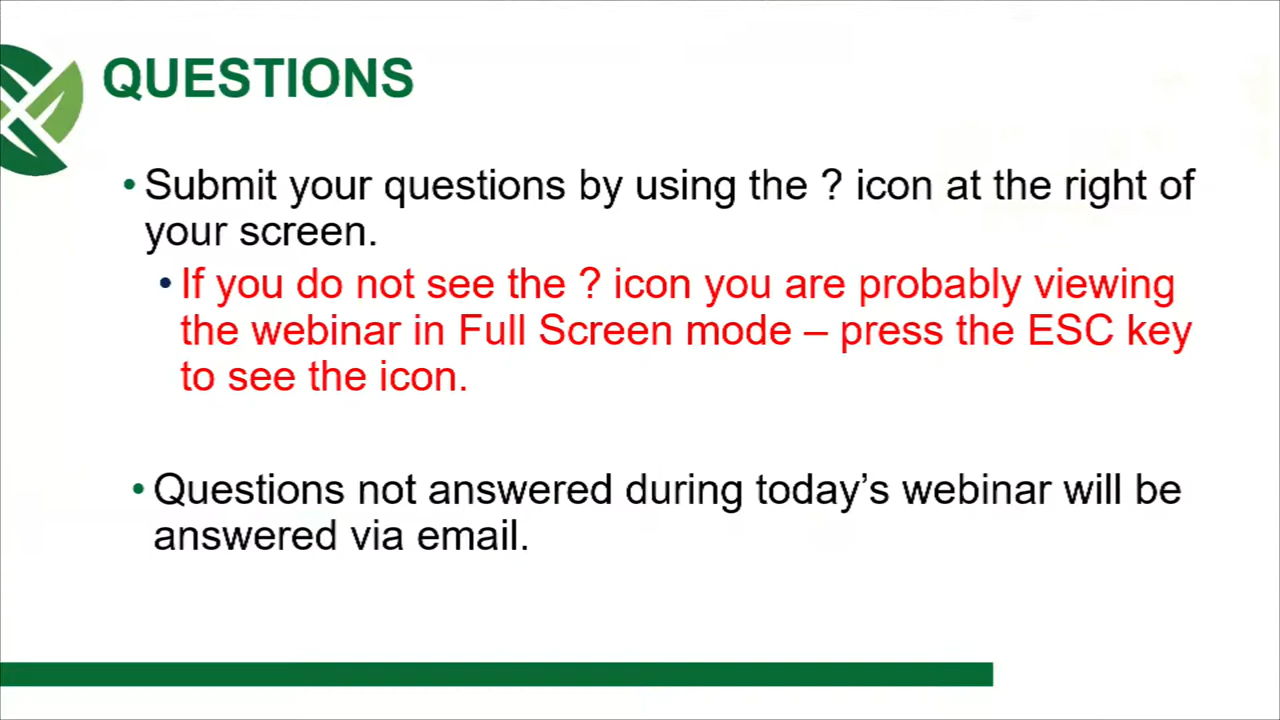 QUESTIONS
• Submit your questions by using the ? icon at the right of
your screen.
• If you do not see the ? icon you are probably viewing
the webinar in Full Screen mode – press the ESC key
to see the icon.
• Questions not answered during today’s webinar will be
answered via email.